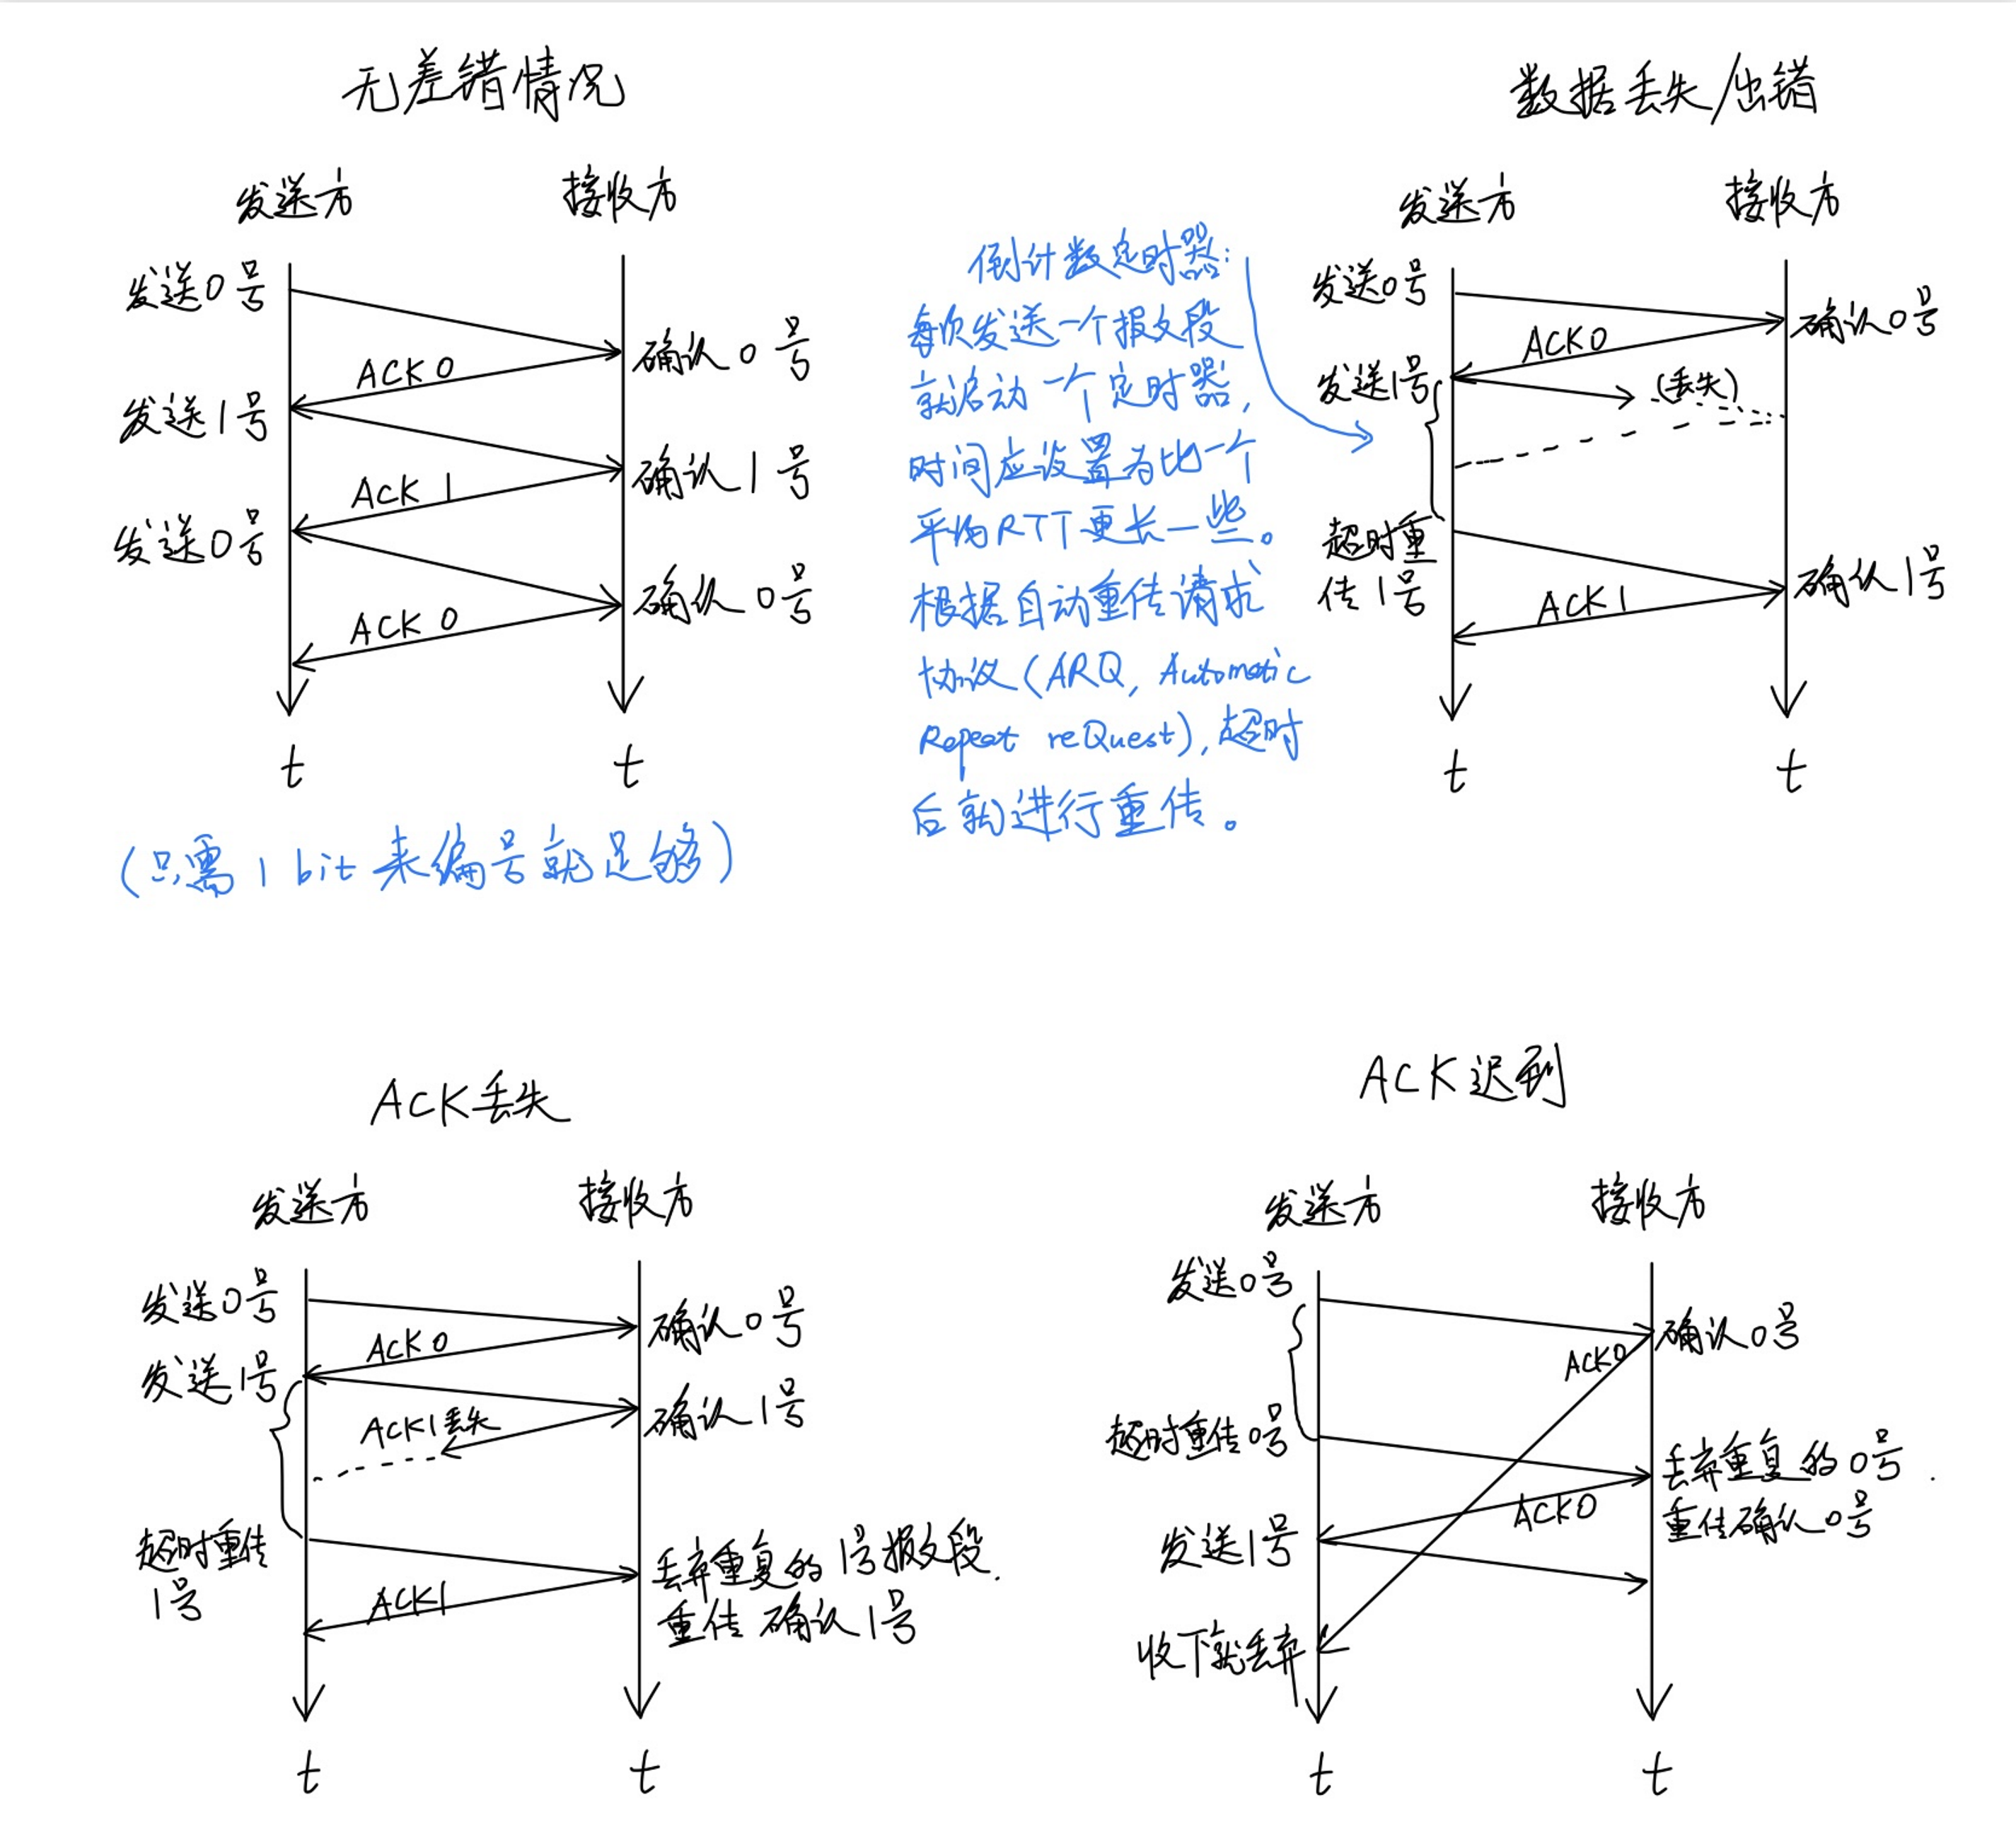 无差错情况
发送方
接收方
发送0号
确认0号
ACK 0
发送1号
确认1号
ACK 1
发送0号
确认0号
ACK 0
t
t
(只需1 bit来编号就足够)
倒计数定时器:
每次发送一个报文段
就启动一个定时器,
时间应设置为比一个
平均RTT更长一些。
根据自动重传请求
协议(ARQ, Automatic
Repeat reQuest),超时
后就进行重传。
数据丢失/出错
发送方
接收方
发送0号
确认0号
ACK0
发送1号
(丢失)
超时重
传1号
确认1号
ACK1
t
t
ACK丢失
发送方
接收方
发送0号
确认0号
ACK0
发送1号
确认1号
ACK1丢失
超时重传
1号
丢弃重复的1号报文段.
重传确认1号
ACK1
t
t
ACK迟到
发送方
接收方
发送0号
确认0号
ACK0
超时重传0号
丢弃重复的0号.
重传确认0号
ACK0
发送1号
收下就丢弃
t
t